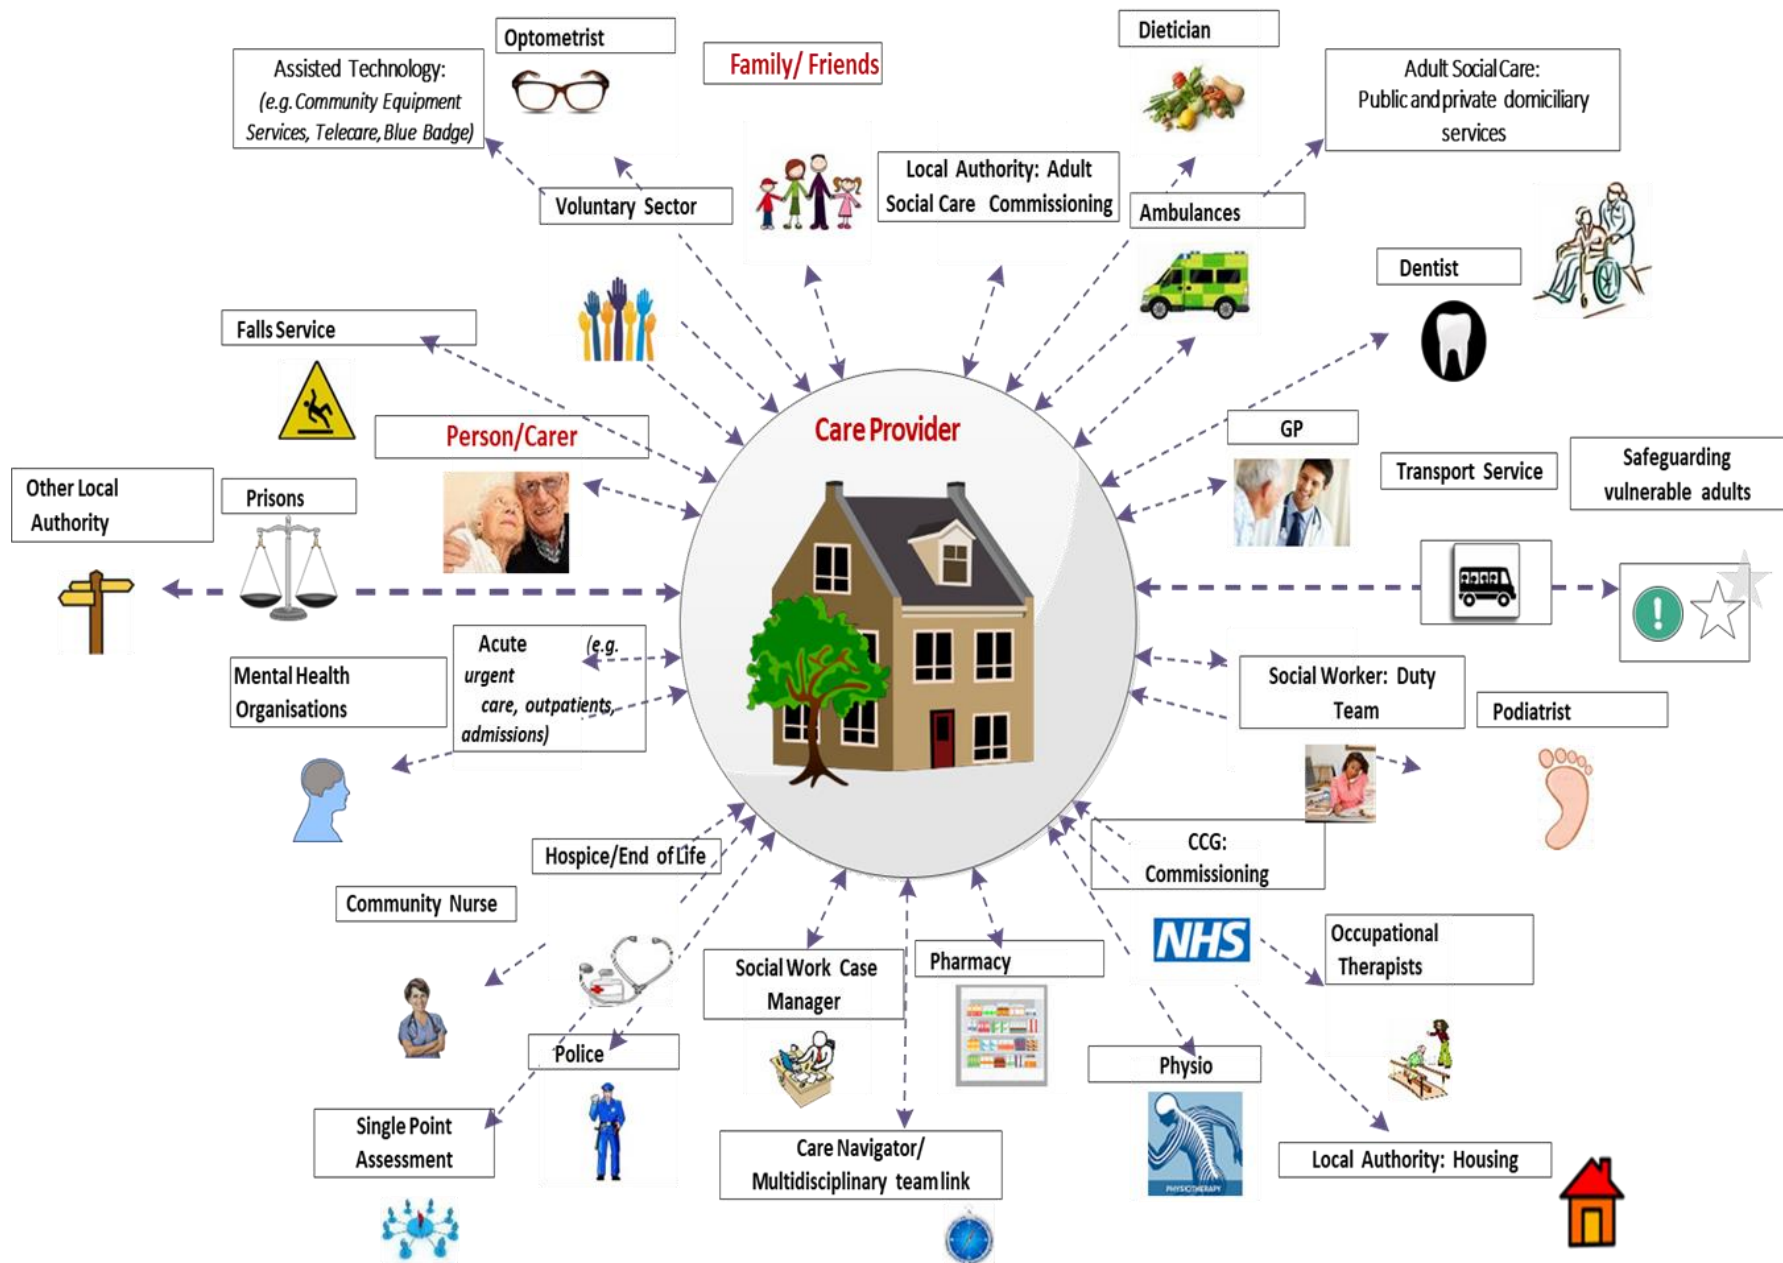 Optometrist
Dietician
Family/ Friends
Assisted Technology:
(e.g. Community Equipment
Services, Telecare, Blue Badge)
Adult Social Care:
Public and private domiciliary
services
Local Authority: Adult
Social Care Commissioning
Voluntary Sector
Ambulances
Dentist
Falls Service
Person/Carer
Care Provider
GP
Transport Service
Safeguarding
vulnerable adults
Other Local
Authority
Prisons
Acute (e.g.
urgent
care, outpatients,
admissions)
Mental Health
Organisations
Social Worker: Duty
Team
Podiatrist
Hospice/End of Life
CCG:
Commissioning
Community Nurse
NHS
Occupational
Therapists
Social Work Case
Manager
Pharmacy
Police
Physio
PHYSIOTHERAPY
Single Point
Assessment
Care Navigator/
Multidisciplinary team link
Local Authority: Housing